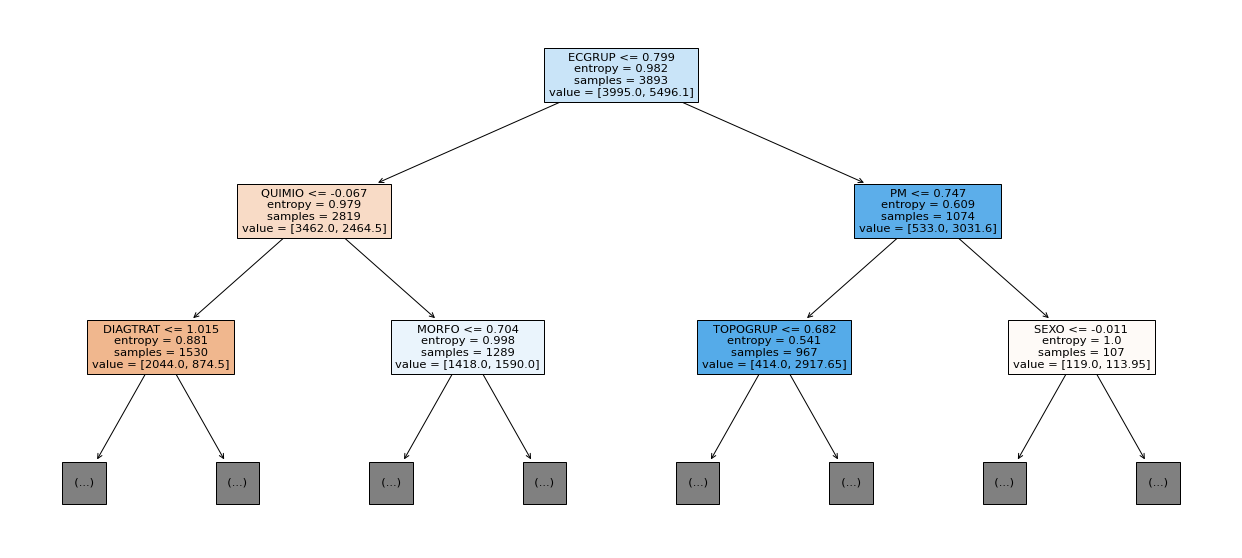 ECGRUP <= 0.799
entropy = 0.982
samples = 3893
value = [3995.0, 5496.1]
QUIMIO <= -0.067
entropy = 0.979
samples = 2819
value = [3462.0, 2464.5]
PM <= 0.747
entropy = 0.609
samples = 1074
value = [533.0, 3031.6]
DIAGTRAT <= 1.015
entropy = 0.881
samples = 1530
value = [2044.0, 874.5]
MORFO <= 0.704
entropy = 0.998
samples = 1289
value = [1418.0, 1590.0]
TOPOGRUP <= 0.682
entropy = 0.541
samples = 967
value = [414.0, 2917.65]
SEXO <= -0.011
entropy = 1.0
samples = 107
value = [119.0, 113.95]
(...)
(...)
(...)
(...)
(...)
(...)
(...)
(...)